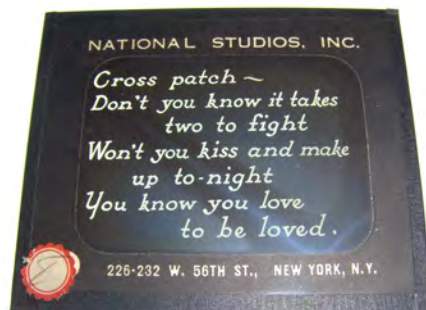 NATIONAL STUDIOS, INC.
Cross patch ~
Don't you know it takes
two to fight
Won't you kiss and make
up to-night
You know you love
to be loved.
226-232 W. 56TH ST., NEW YORK, N.Y.